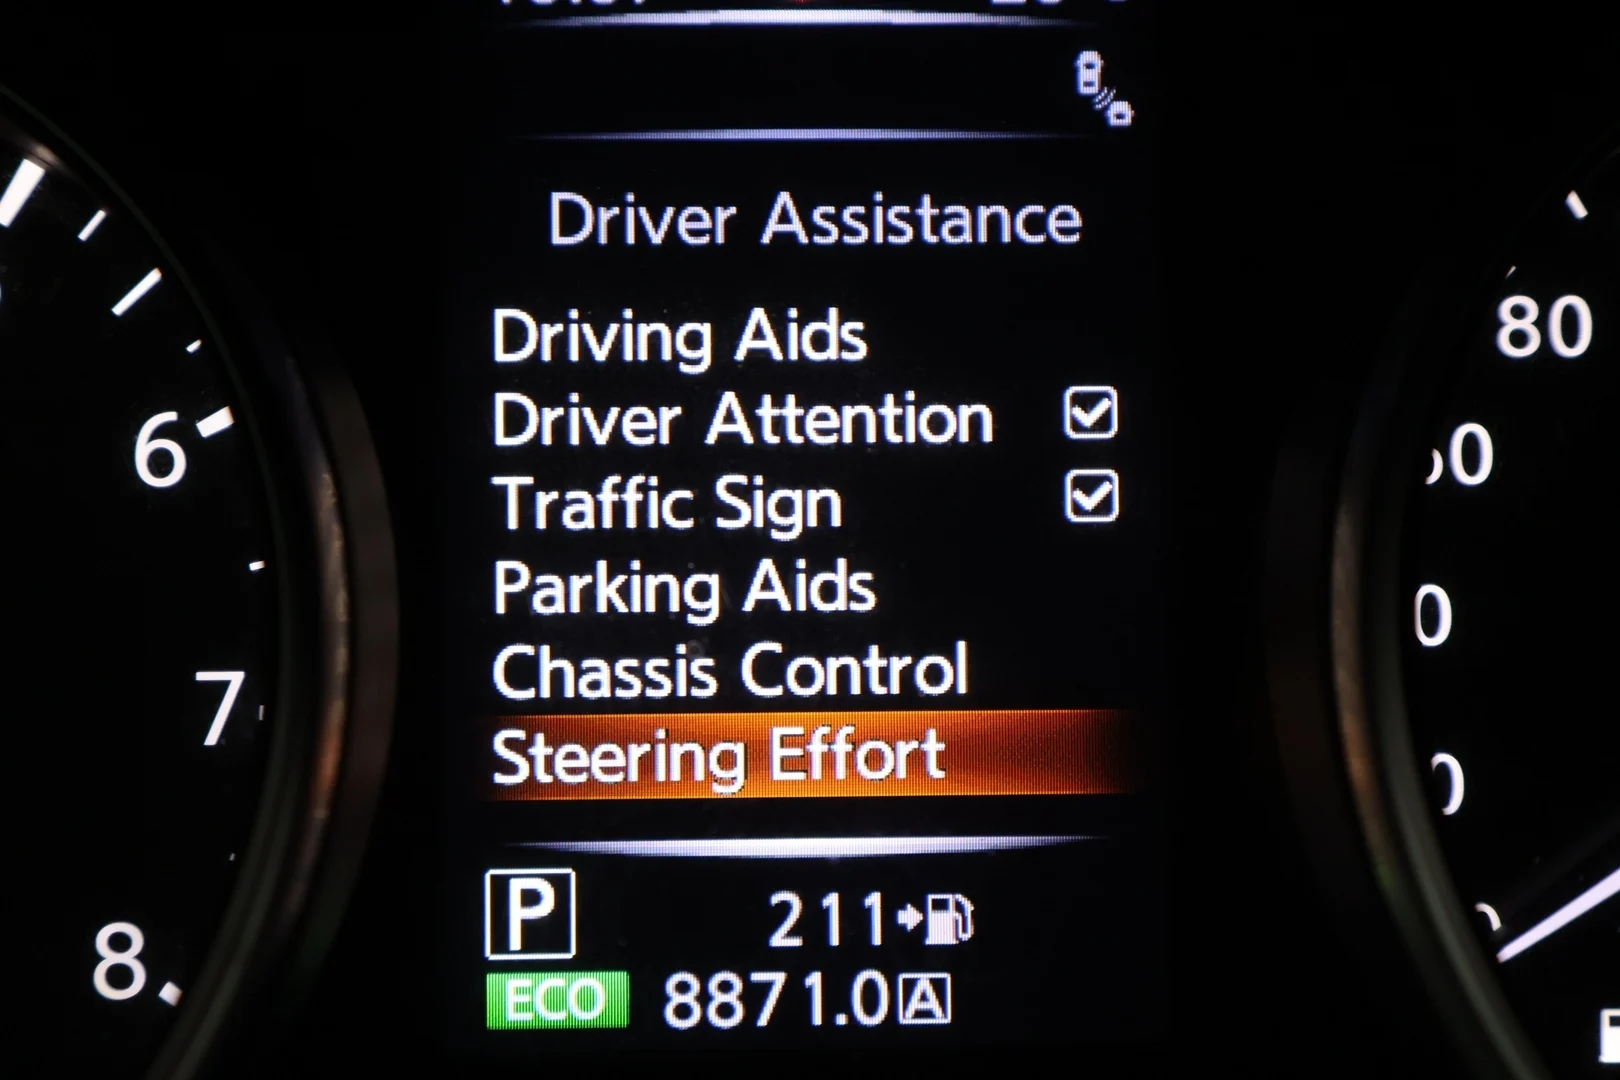 Driver Assistance
Driving Aids
Driver Attention
Traffic Sign
Parking Aids
Chassis Control
Steering Effort
P 211
ECO 8871.0 A
6
7
8
80